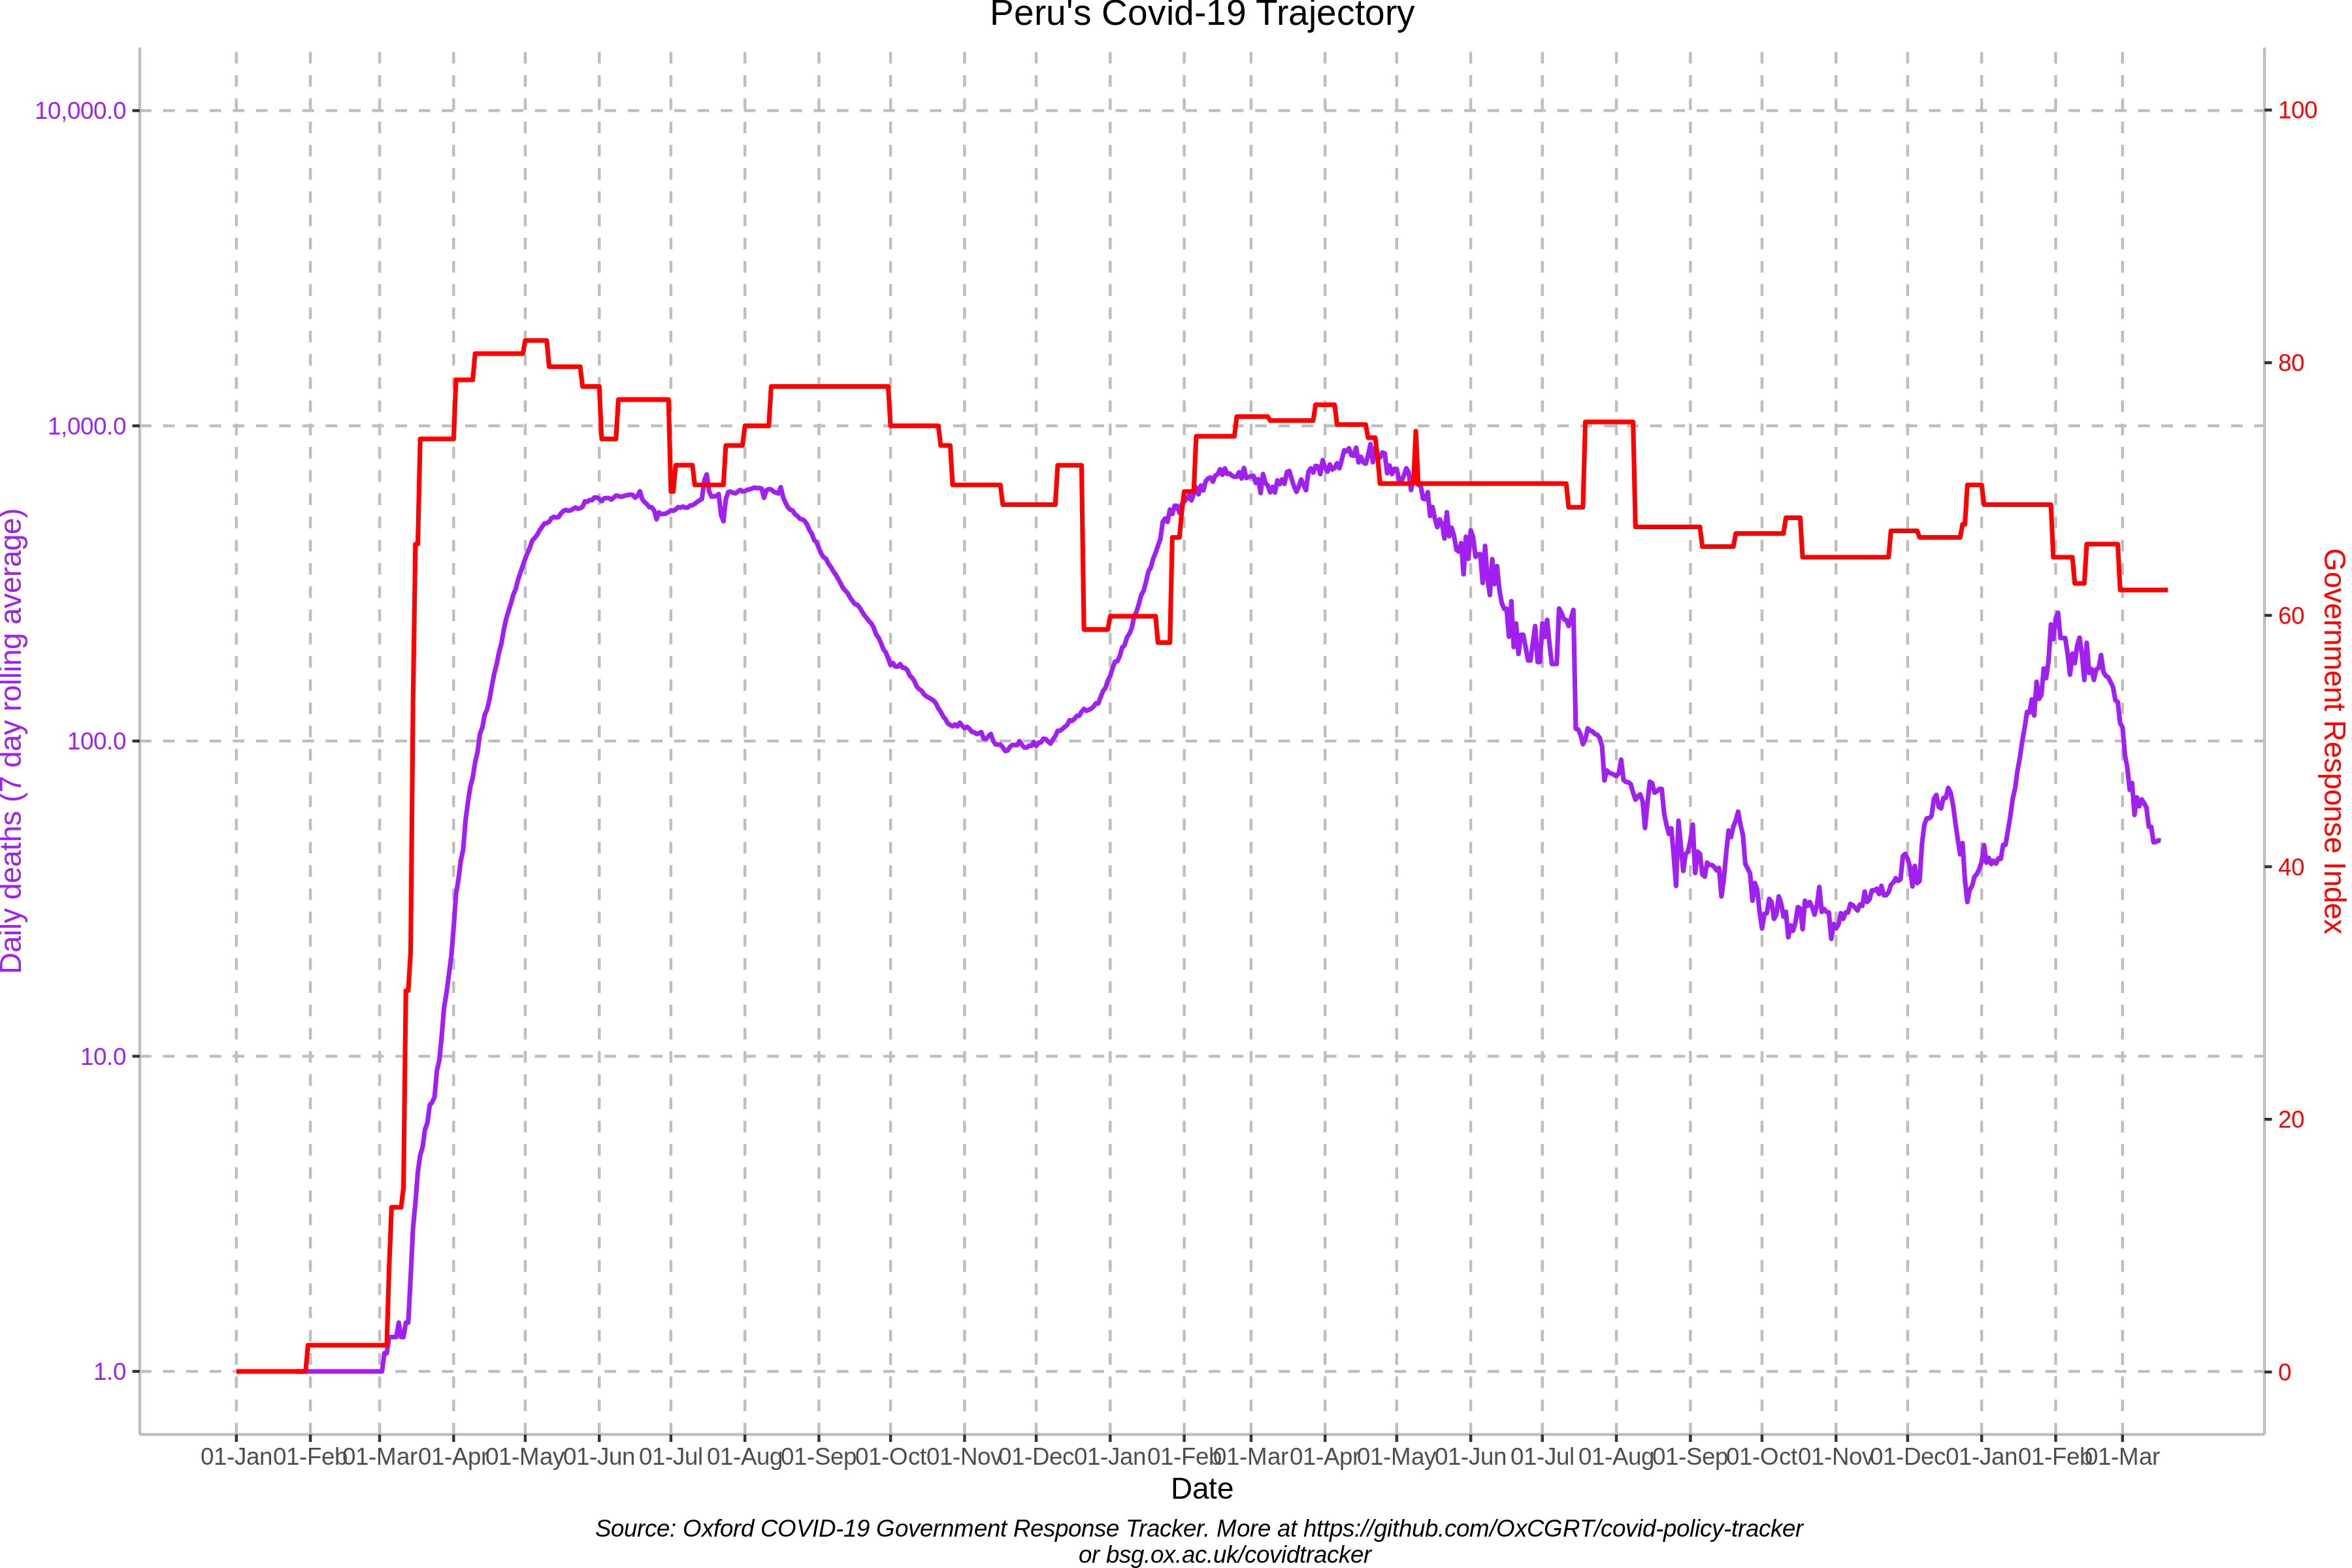 Peru's Covid-19 Trajectory
10,000.0
1,000.0
100.0
10.0
1.0
Daily deaths (7 day rolling average)
100
80
60
40
20
0
Government Response Index
01-Jan 01-Feb 01-Mar 01-Apr 01-May 01-Jun 01-Jul 01-Aug 01-Sep 01-Oct 01-Nov 01-Dec 01-Jan 01-Feb 01-Mar 01-Apr 01-May 01-Jun 01-Jul 01-Aug 01-Sep 01-Oct 01-Nov 01-Dec 01-Jan 01-Feb 01-Mar
Date
Source: Oxford COVID-19 Government Response Tracker. More at https://github.com/OxCGRT/covid-policy-tracker
or bsg.ox.ac.uk/covidtracker